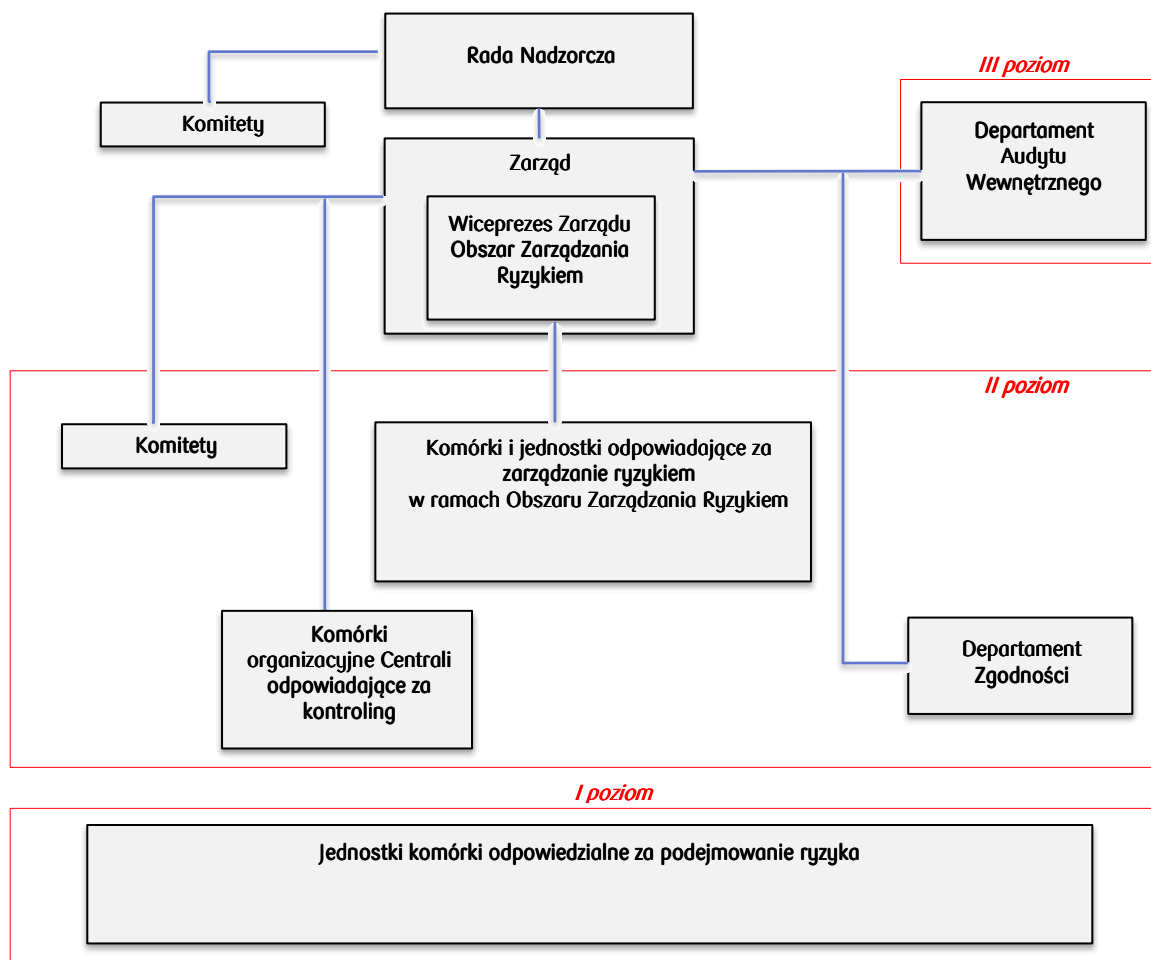 Rada Nadzorcza
III poziom
Komitety
Departament
Audytu
Wewnętrznego
Zarząd
Wiceprezes Zarządu
Obszar Zarządzania
Ryzykiem
II poziom
Komitety
Komórki i jednostki odpowiadające za
zarządzanie ryzykiem
w ramach Obszaru Zarządzania Ryzykiem
Komórki
organizacyjne Centrali
odpowiadające za
kontroling
Departament
Zgodności
I poziom
Jednostki komórki odpowiedzialne za podejmowanie ryzyka